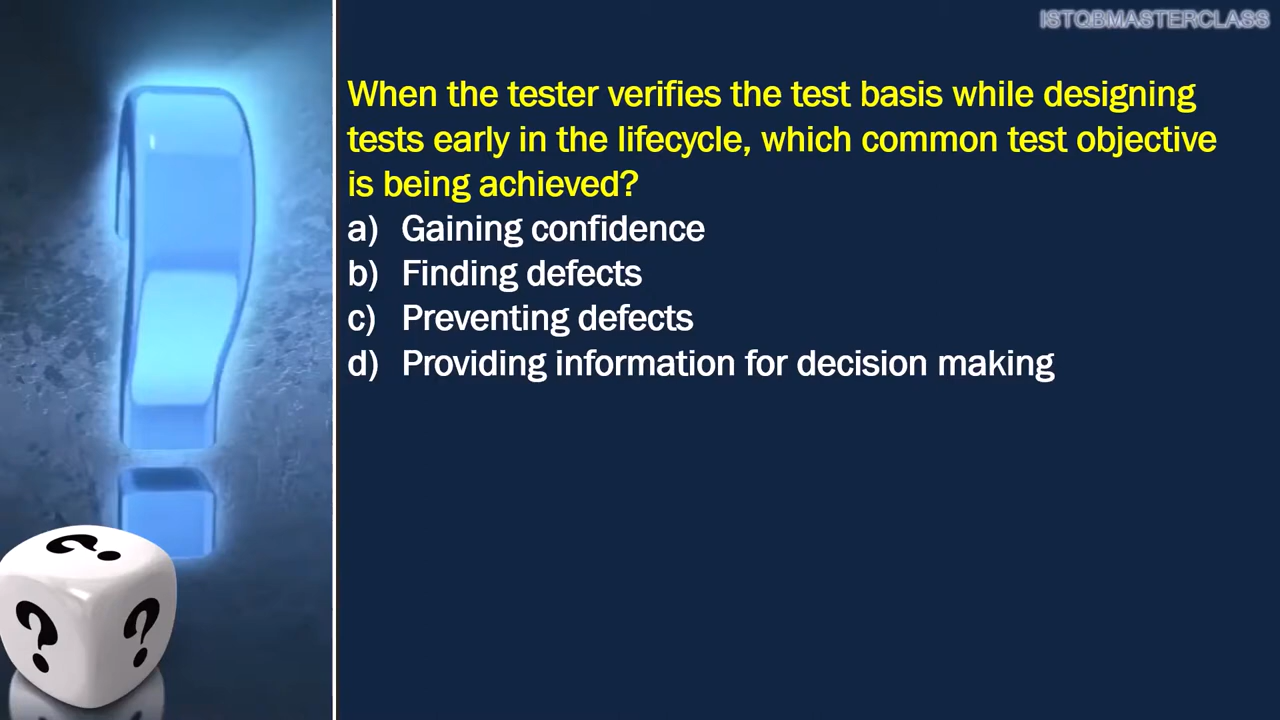 ISTQBMASTERCLASS
When the tester verifies the test basis while designing
tests early in the lifecycle, which common test objective
is being achieved?
a) Gaining confidence
b) Finding defects
c) Preventing defects
d) Providing information for decision making
? 
? ?